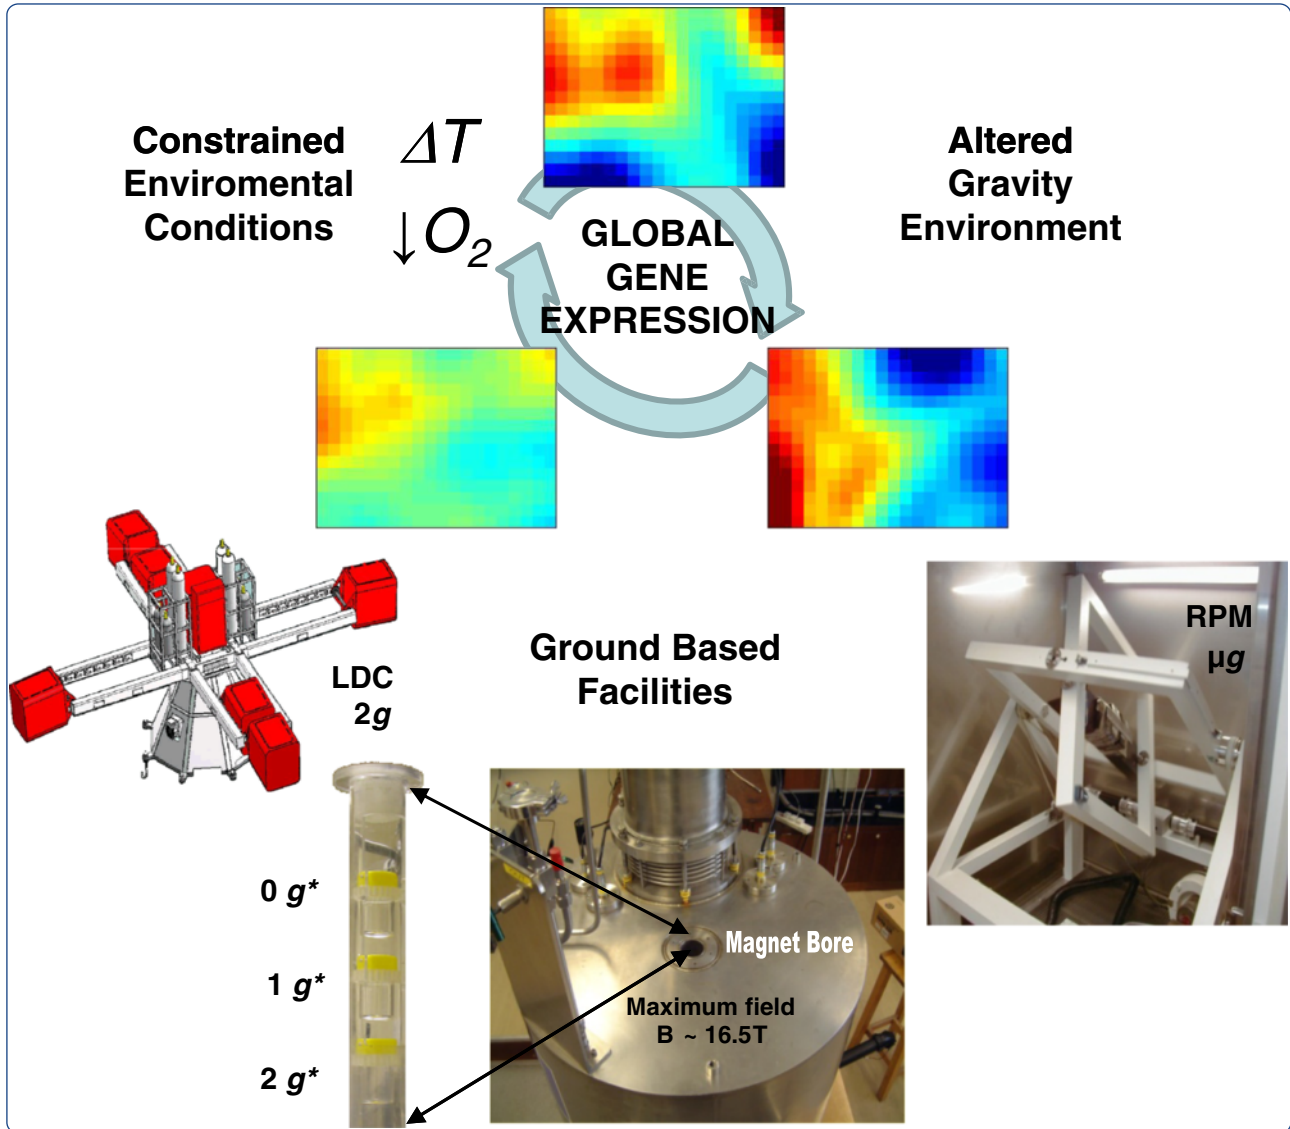 Constrained
Enviromental
Conditions
ΔT
↓O2
Altered
Gravity
Environment
GLOBAL
GENE
EXPRESSION
LDC
2g
Ground Based
Facilities
RPM
µg
0 g*
1 g*
2 g*
Magnet Bore
Maximum field
B ~ 16.5T